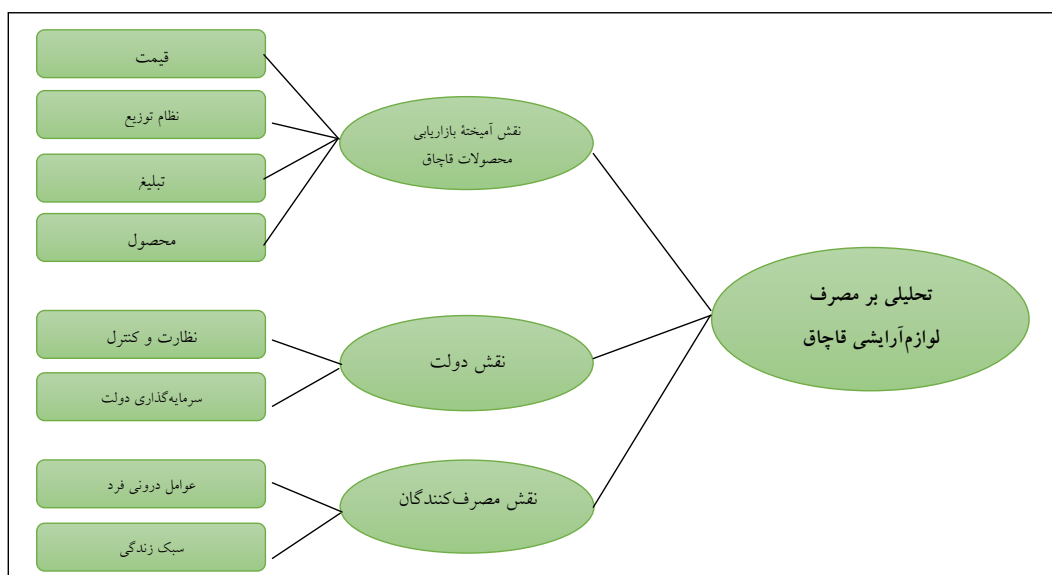 تحلیلی بر مصرف
لوازم‌آرایشی قاچاق
نقش آمیختۀ بازاریابی
محصولات قاچاق
قیمت
نظام توزیع
تبلیغ
محصول
نقش دولت
نظارت و کنترل
سرمایه‌گذاری دولت
نقش مصرف‌کنندگان
عوامل درونی فرد
سبک زندگی